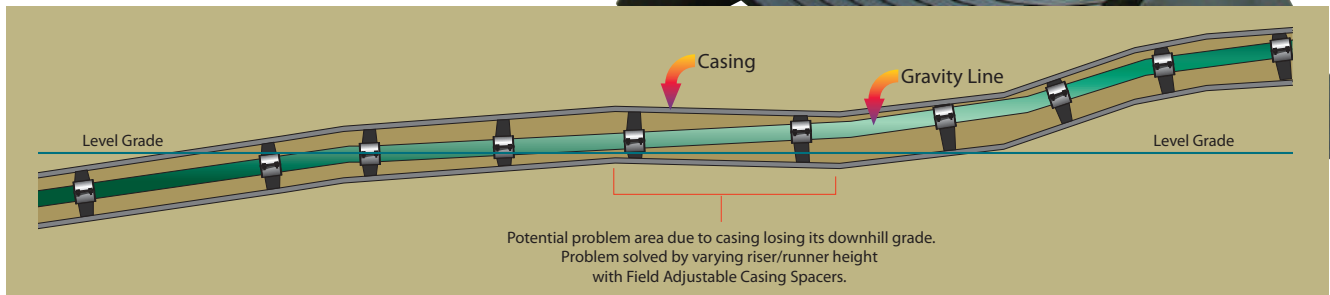 Casing
Gravity Line
Level Grade
Level Grade
Potential problem area due to casing losing its downhill grade.
Problem solved by varying riser/runner height
with Field Adjustable Casing Spacers.